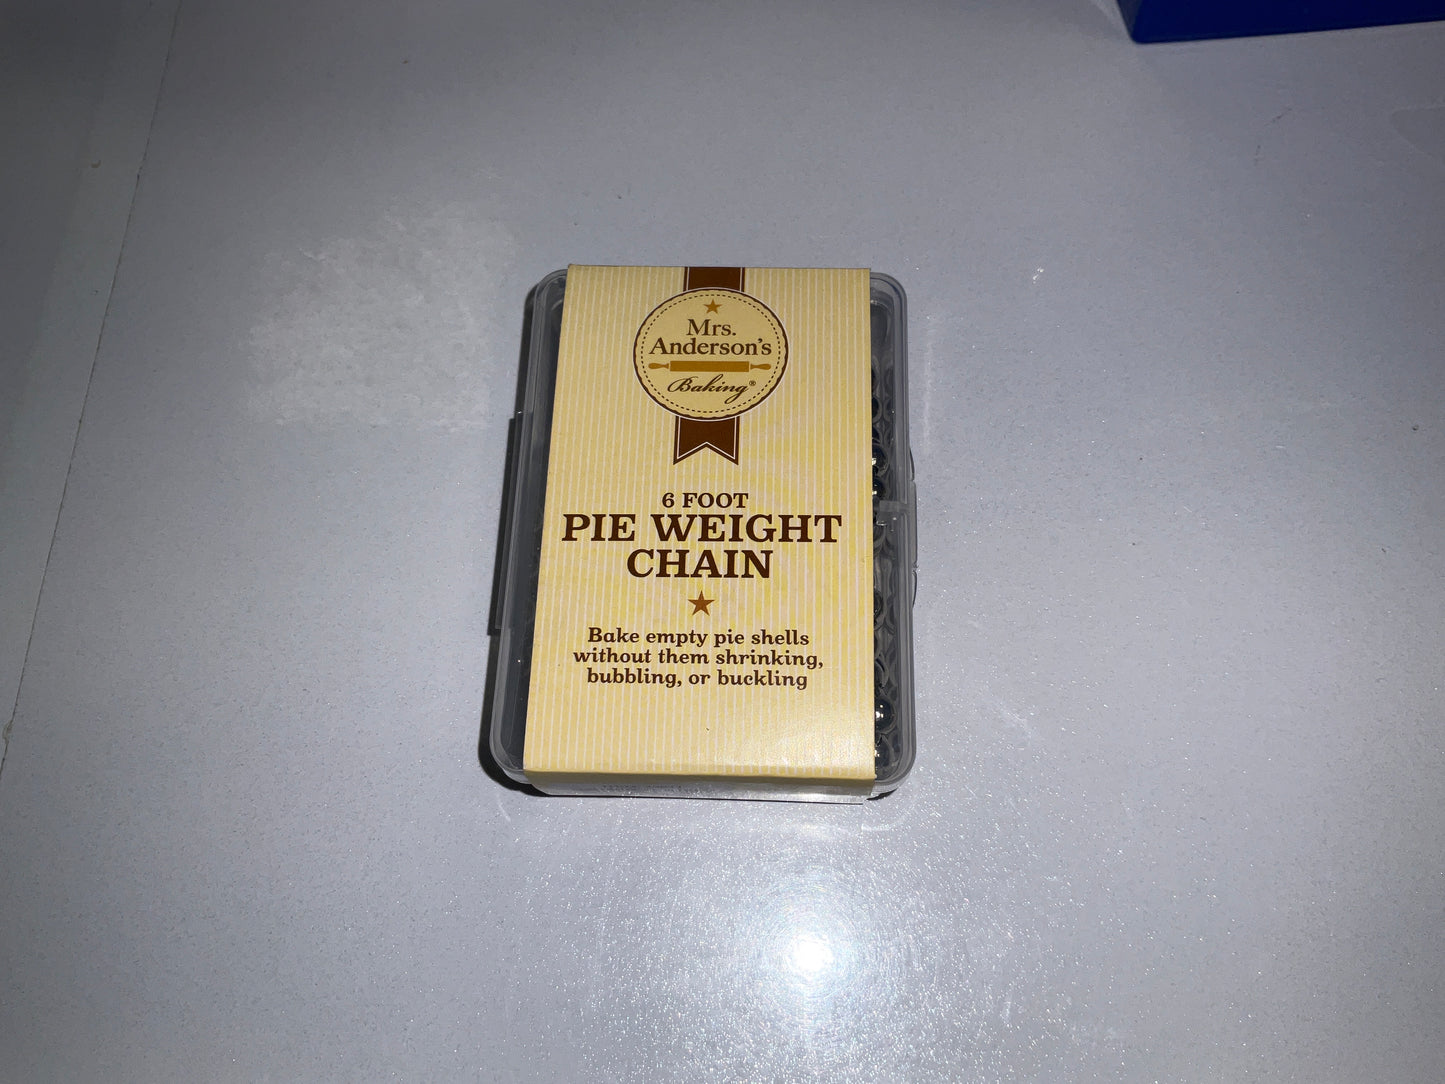 Mrs.
Anderson's
Baking®
6 FOOT
PIE WEIGHT
CHAIN
Bake empty pie shells
without them shrinking,
bubbling, or buckling